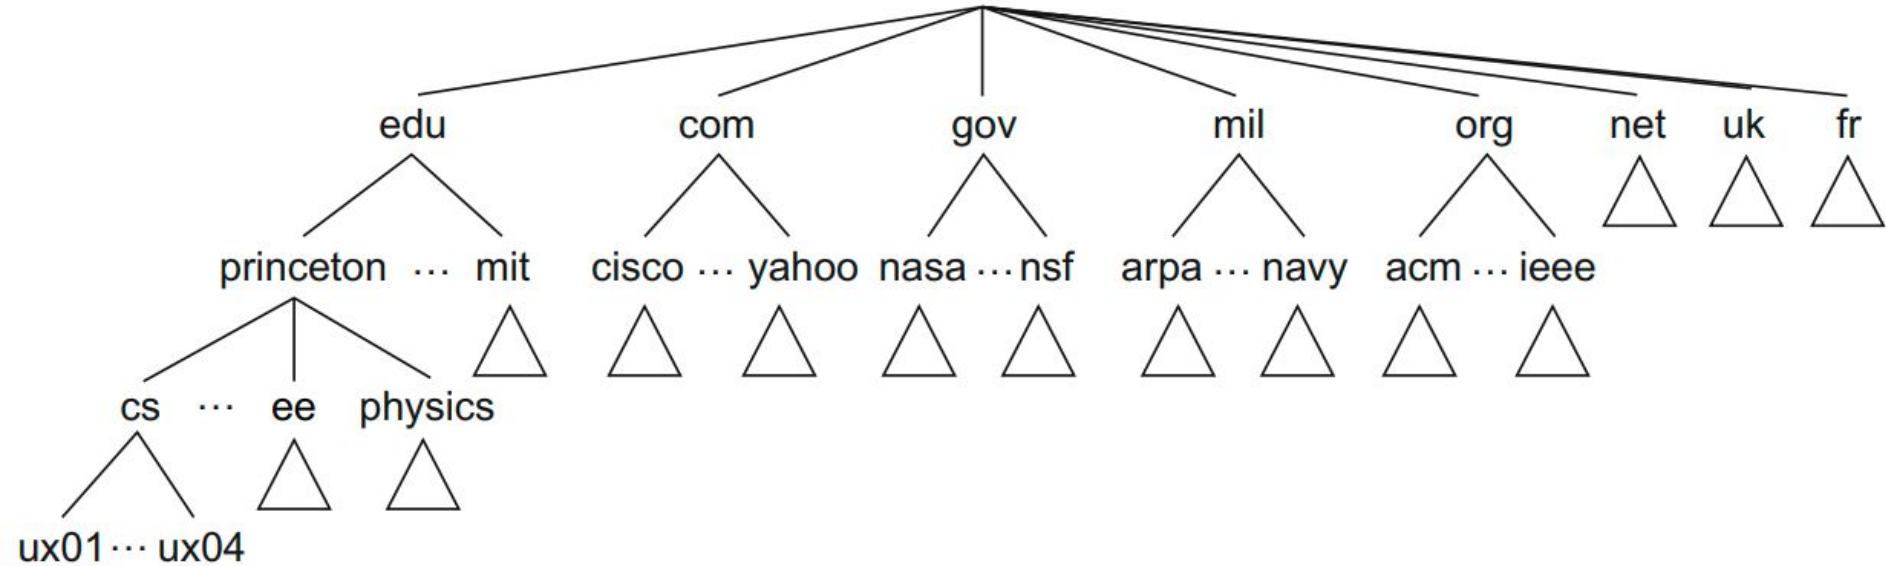 edu com gov mil org net uk fr
princeton ... mit cisco ... yahoo nasa ... nsf arpa ... navy acm ... ieee
cs ... ee physics
ux01 ... ux04